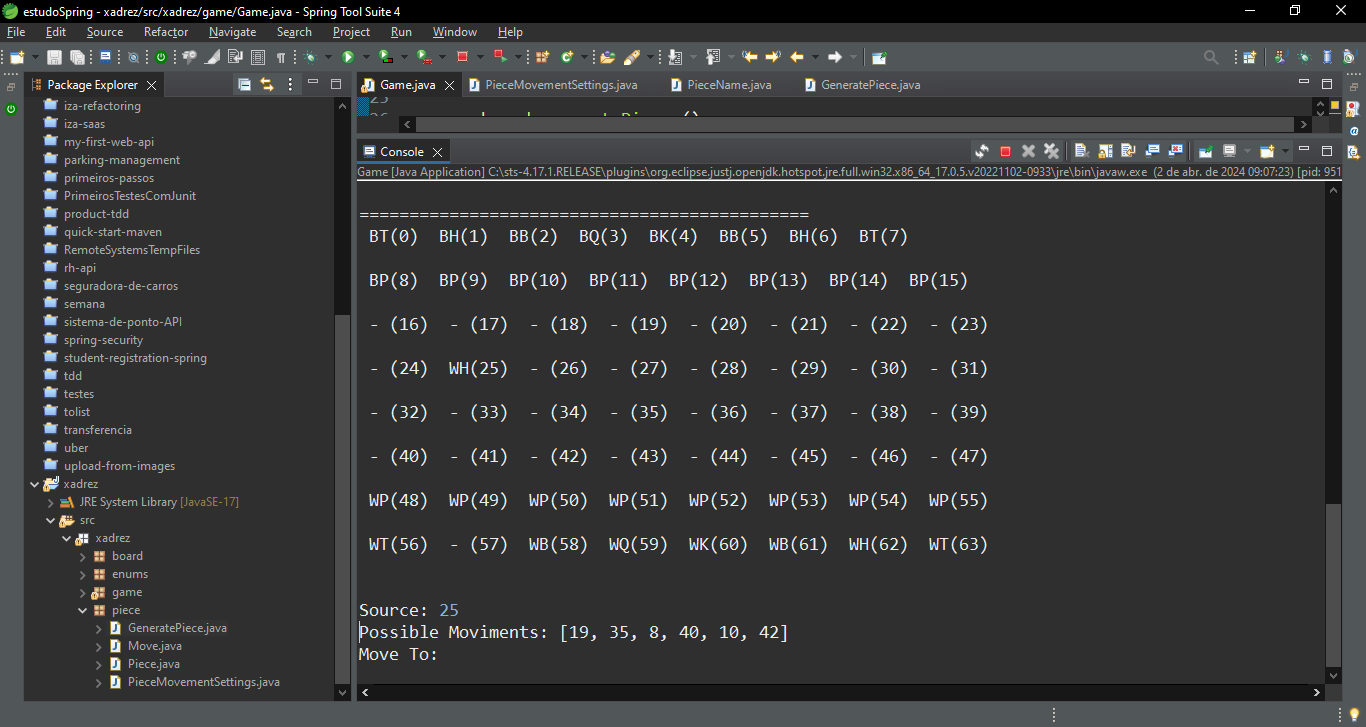 estudoSpring - xadrez/src/xadrez/game/Game.java - Spring Tool Suite 4
File Edit Source Refactor Navigate Search Project Run Window Help
Package Explorer
iza-refactoring
iza-saas
my-first-web-api
parking-management
primeiros-passos
PrimeirosTestesComJunit
product-tdd
quick-start-maven
RemoteSystemsTempFiles
rh-api
seguradora-de-carros
semana
sistema-de-ponto-API
spring-security
student-registration-spring
tdd
testes
tolist
transferencia
uber
upload-from-images
xadrez
JRE System Library [JavaSE-17]
src
xadrez
board
enums
game
piece
GeneratePiece.java
Move.java
Piece.java
PieceMovementSettings.java
Game.java PieceMovementSettings.java PieceName.java GeneratePiece.java
Console
Game [Java Application] C:\sts-4.17.1.RELEASE\plugins\org.eclipse.justj.openjdk.hotspot.jre.full.win32.x86_64_17.0.5.v20221102-0933\jre\bin\javaw.exe (2 de abr. de 2024 09:07:23) [pid: 951
=============================================
BT(0) BH(1) BB(2) BQ(3) BK(4) BB(5) BH(6) BT(7)
BP(8) BP(9) BP(10) BP(11) BP(12) BP(13) BP(14) BP(15)
- (16) - (17) - (18) - (19) - (20) - (21) - (22) - (23)
- (24) WH(25) - (26) - (27) - (28) - (29) - (30) - (31)
- (32) - (33) - (34) - (35) - (36) - (37) - (38) - (39)
- (40) - (41) - (42) - (43) - (44) - (45) - (46) - (47)
WP(48) WP(49) WP(50) WP(51) WP(52) WP(53) WP(54) WP(55)
WT(56) - (57) WB(58) WQ(59) WK(60) WB(61) WH(62) WT(63)
Source: 25
Possible Moviments: [19, 35, 8, 40, 10, 42]
Move To: